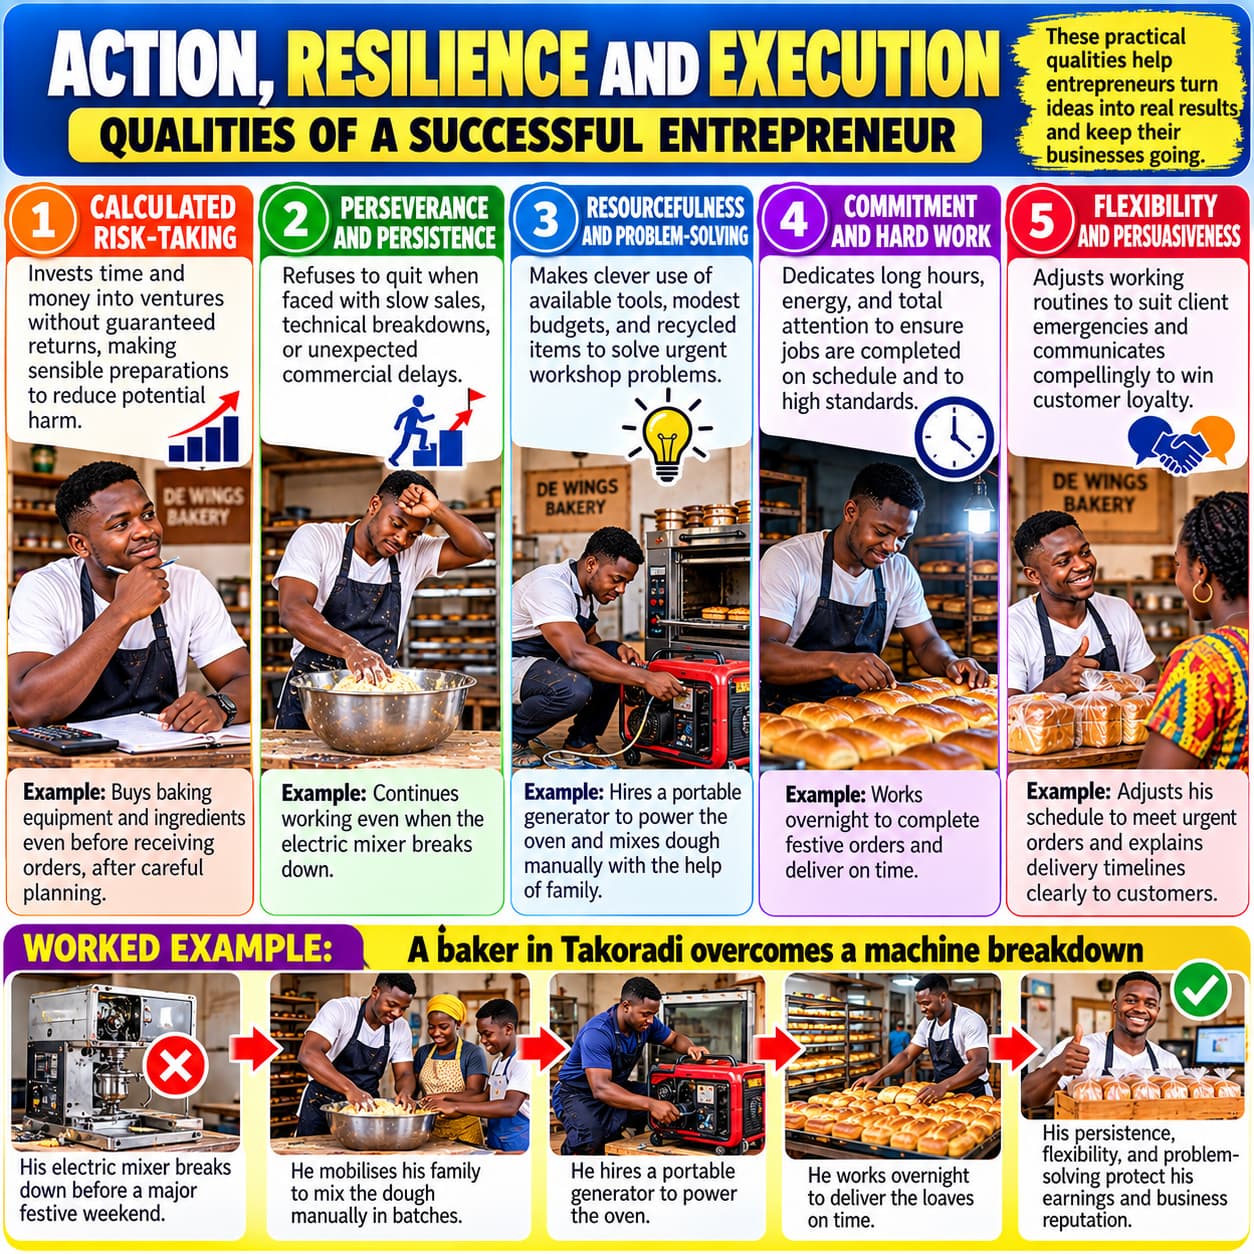 ACTION, RESILIENCE AND EXECUTION
QUALITIES OF A SUCCESSFUL ENTREPRENEUR
These practical
qualities help
entrepreneurs turn
ideas into real results
and keep their
businesses going.
1
CALCULATED
RISK-TAKING
Invests time and
money into ventures
without guaranteed
returns, making
sensible preparations
to reduce potential
harm.
DE WINGS
BAKERY
Example: Buys baking
equipment and ingredients
even before receiving
orders, after careful
planning.
2
PERSEVERANCE
AND PERSISTENCE
Refuses to quit when
faced with slow sales,
technical breakdowns,
or unexpected
commercial delays.
Example: Continues
working even when the
electric mixer breaks
down.
3
RESOURCEFULNESS
AND PROBLEM-SOLVING
Makes clever use of
available tools, modest
budgets, and recycled
items to solve urgent
workshop problems.
DE WINGS
BAKERY
Example: Hires a portable
generator to power the
oven and mixes dough
manually with the help
of family.
4
COMMITMENT
AND HARD WORK
Dedicates long hours,
energy, and total
attention to ensure
jobs are completed
on schedule and to
high standards.
Example: Works
overnight to complete
festive orders and
deliver on time.
5
FLEXIBILITY
AND PERSUASIVENESS
Adjusts working
routines to suit client
emergencies and
communicates
compellingly to win
customer loyalty.
DE WINGS
BAKERY
Example: Adjusts his
schedule to meet urgent
orders and explains
delivery timelines
clearly to customers.
WORKED EXAMPLE:
A baker in Takoradi overcomes a machine breakdown
His electric mixer breaks
down before a major
festive weekend.
He mobilises his family
to mix the dough
manually in batches.
He hires a portable
generator to power
the oven.
He works overnight
to deliver the loaves
on time.
His persistence,
flexibility, and problem-
solving protect his
earnings and business
reputation.